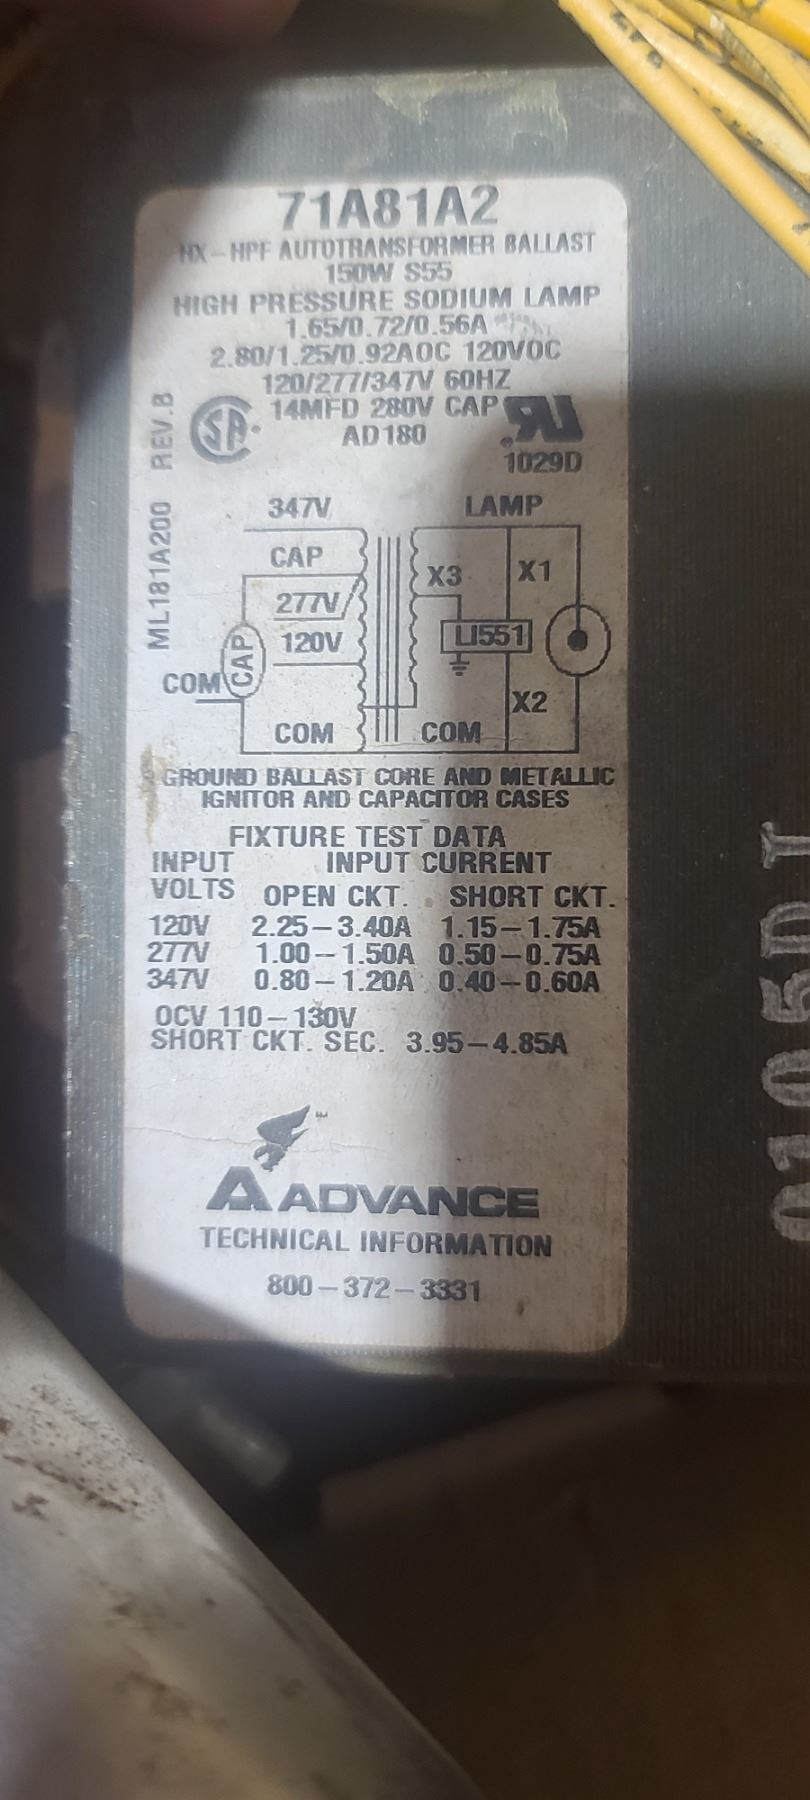 71A81A2
HX-HPF AUTOTRANSFORMER BALLAST
150W S55
HIGH PRESSURE SODIUM LAMP
1.65/0.72/0.56A
2.80/1.25/0.92AOC 120VOC
120/277/347V 60HZ
14MFD 280V CAP
AD180
SA
1029D
ML181A200 REV.B
347V
LAMP
CAP
X3
X1
277V
120V
CAP
LI551
COM
X2
COM
COM
GROUND BALLAST CORE AND METALLIC
IGNITOR AND CAPACITOR CASES
FIXTURE TEST DATA
INPUT INPUT CURRENT
VOLTS OPEN CKT. SHORT CKT.
120V 2.25-3.40A 1.15-1.75A
277V 1.00-1.50A 0.50-0.75A
347V 0.80-1.20A 0.40-0.60A
OCV 110-130V
SHORT CKT. SEC. 3.95-4.85A
ADVANCE
TECHNICAL INFORMATION
800-372-3331
0105D